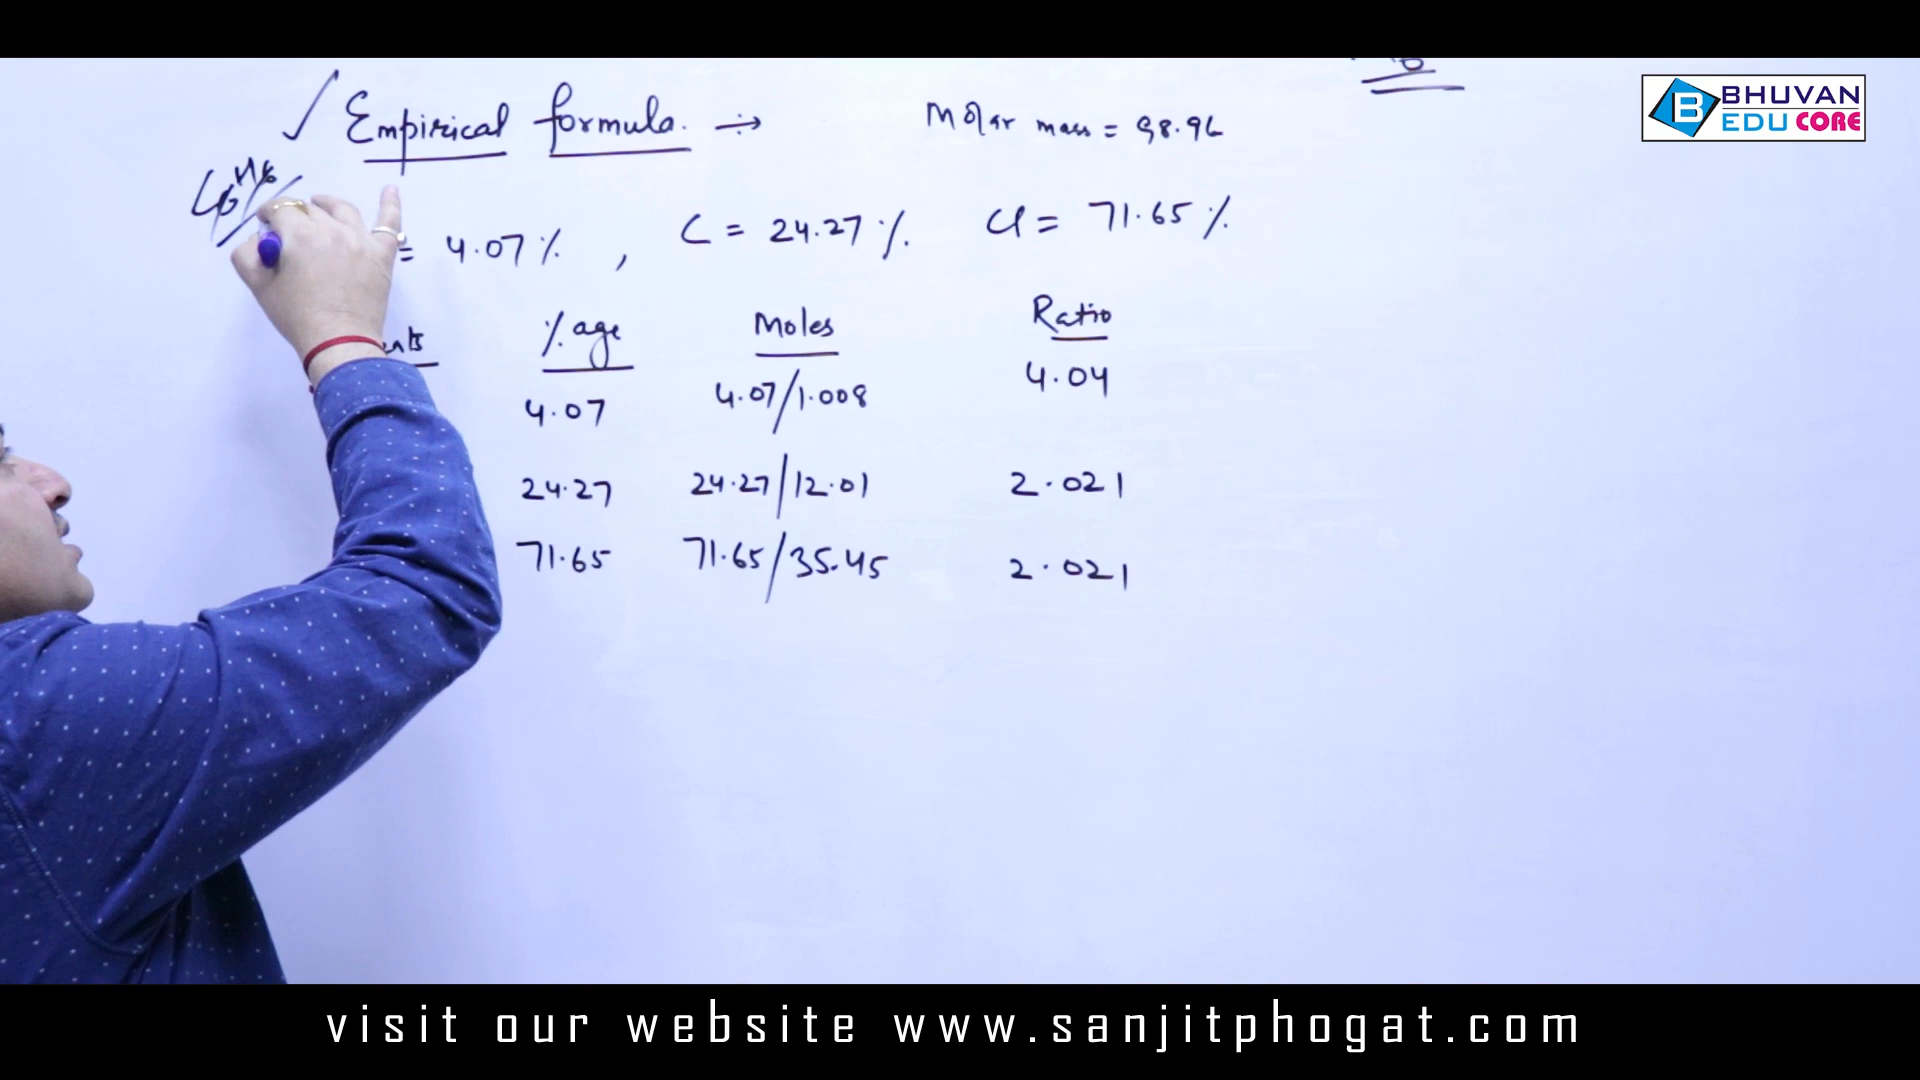 BHUVAN
EDU CORE
✓ Empirical formula. →
Molar mass = 98.96
= 4.07 % , C = 24.27 % Cl = 71.65 %
% age Moles Ratio
4.07 4.07/1.008 4.04
24.27 24.27/12.01 2.021
71.65 71.65/35.45 2.021
visit our website www.sanjitphogat.com